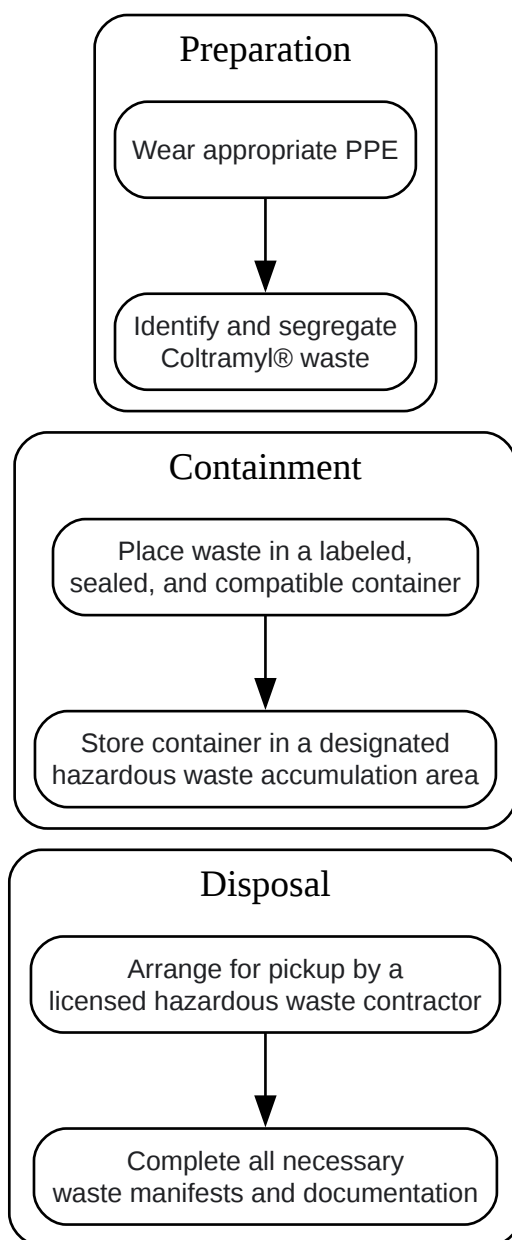 Preparation
Wear appropriate PPE
Identify and segregate
Coltramyl® waste
Containment
Place waste in a labeled,
sealed, and compatible container
Store container in a designated
hazardous waste accumulation area
Disposal
Arrange for pickup by a
licensed hazardous waste contractor
Complete all necessary
waste manifests and documentation